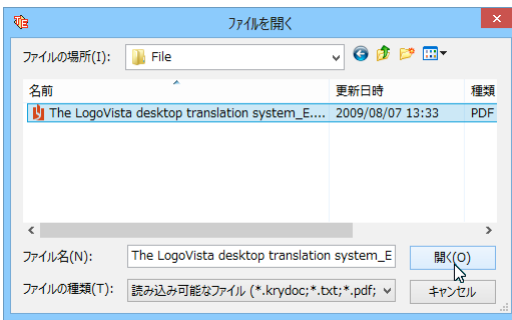 ファイルを開く
ファイルの場所(I): File
名前 更新日時 種類
The LogoVista desktop translation system_E.... 2009/08/07 13:33 PDF
ファイル名(N): The LogoVista desktop translation system_E 開く(O)
ファイルの種類(T): 読み込み可能なファイル (*.krydoc;*.txt;*.pdf; キャンセル